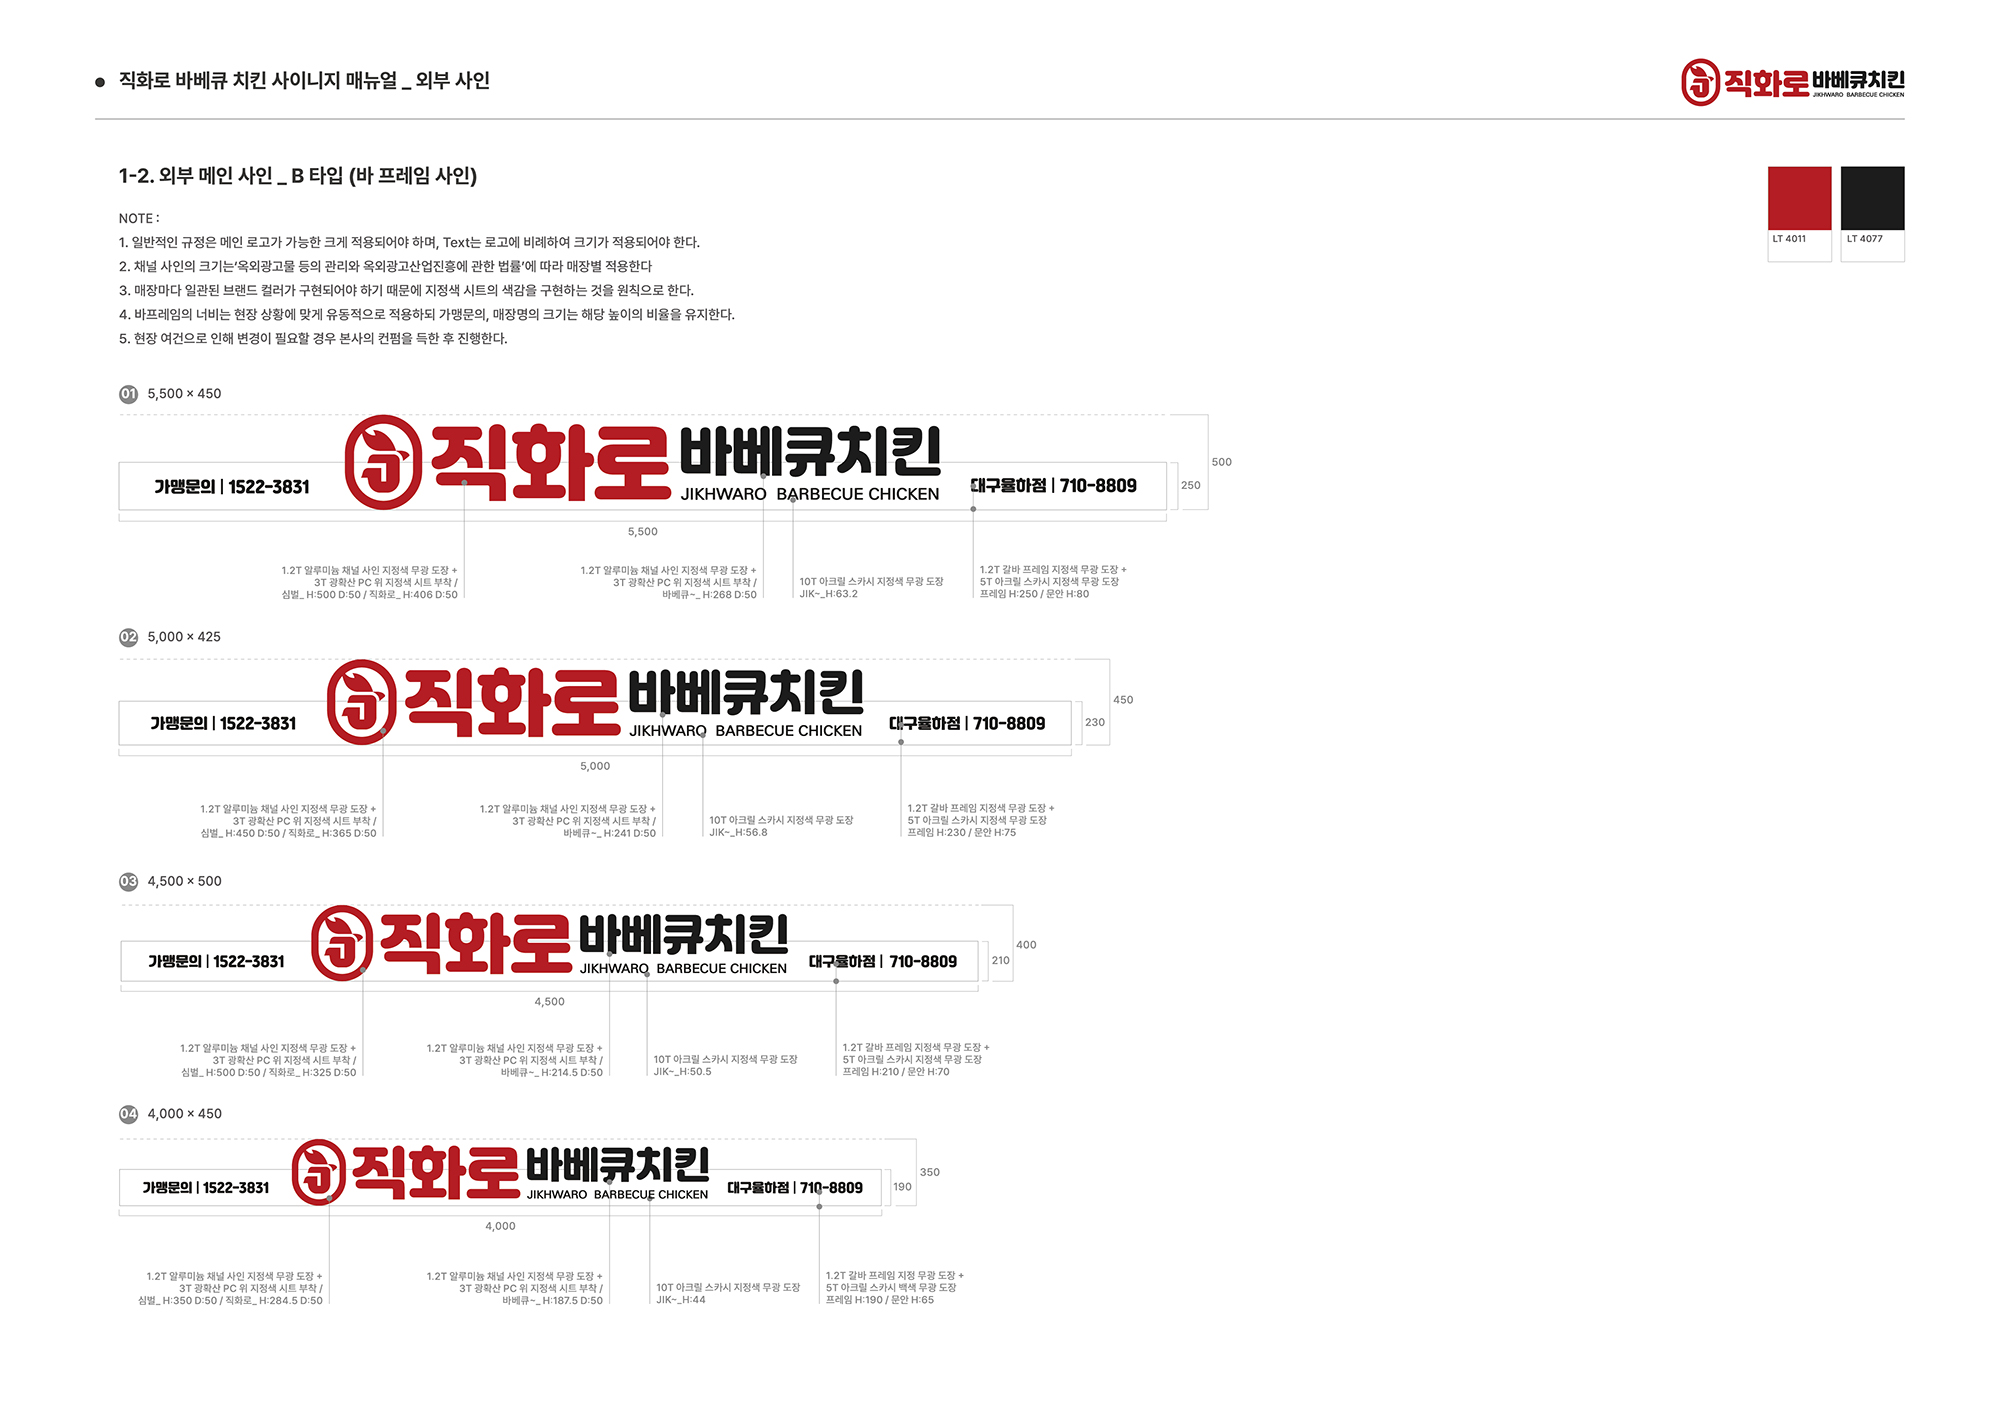 직화로 바베큐 치킨 사이니지 매뉴얼 _ 외부 사인
직화로 바베큐치킨
JIKHWARO BARBECUE CHICKEN
1-2. 외부 메인 사인 _ B 타입 (바 프레임 사인)
LT 4011
LT 4077
NOTE :
1. 일반적인 규정은 메인 로고가 가능한 크게 적용되어야 하며, Text는 로고에 비례하여 크기가 적용되어야 한다.
2. 채널 사인의 크기는‘옥외광고물 등의 관리와 옥외광고산업진흥에 관한 법률’에 따라 매장별 적용한다
3. 매장마다 일관된 브랜드 컬러가 구현되어야 하기 때문에 지정색 시트의 색감을 구현하는 것을 원칙으로 한다.
4. 바프레임의 너비는 현장 상황에 맞게 유동적으로 적용하되 가맹문의, 매장명의 크기는 해당 높이의 비율을 유지한다.
5. 현장 여건으로 인해 변경이 필요할 경우 본사의 컨펌을 득한 후 진행한다.
01 5,500 × 450
가맹문의 | 1522-3831
직화로 바베큐치킨
JIKHWARO BARBECUE CHICKEN
대구율하점 | 710-8809
250
500
5,500
1.2T 알루미늄 채널 사인 지정색 무광 도장 +
3T 광확산 PC 위 지정색 시트 부착 /
심벌_ H:500 D:50 / 직화로_ H:406 D:50
1.2T 알루미늄 채널 사인 지정색 무광 도장 +
3T 광확산 PC 위 지정색 시트 부착 /
바베큐~_ H:268 D:50
10T 아크릴 스카시 지정색 무광 도장
JIK~_H:63.2
1.2T 갈바 프레임 지정색 무광 도장 +
5T 아크릴 스카시 지정색 무광 도장
프레임 H:250 / 문안 H:80
02 5,000 × 425
가맹문의 | 1522-3831
직화로 바베큐치킨
JIKHWARO BARBECUE CHICKEN
대구율하점 | 710-8809
230
450
5,000
1.2T 알루미늄 채널 사인 지정색 무광 도장 +
3T 광확산 PC 위 지정색 시트 부착 /
심벌_ H:450 D:50 / 직화로_ H:365 D:50
1.2T 알루미늄 채널 사인 지정색 무광 도장 +
3T 광확산 PC 위 지정색 시트 부착 /
바베큐~_ H:241 D:50
10T 아크릴 스카시 지정색 무광 도장
JIK~_H:56.8
1.2T 갈바 프레임 지정색 무광 도장 +
5T 아크릴 스카시 지정색 무광 도장
프레임 H:230 / 문안 H:75
03 4,500 × 500
가맹문의 | 1522-3831
직화로 바베큐치킨
JIKHWARO BARBECUE CHICKEN
대구율하점 | 710-8809
210
400
4,500
1.2T 알루미늄 채널 사인 지정색 무광 도장 +
3T 광확산 PC 위 지정색 시트 부착 /
심벌_ H:500 D:50 / 직화로_ H:325 D:50
1.2T 알루미늄 채널 사인 지정색 무광 도장 +
3T 광확산 PC 위 지정색 시트 부착 /
바베큐~_ H:214.5 D:50
10T 아크릴 스카시 지정색 무광 도장
JIK~_H:50.5
1.2T 갈바 프레임 지정색 무광 도장 +
5T 아크릴 스카시 지정색 무광 도장
프레임 H:210 / 문안 H:70
04 4,000 × 450
가맹문의 | 1522-3831
직화로 바베큐치킨
JIKHWARO BARBECUE CHICKEN
대구율하점 | 710-8809
190
350
4,000
1.2T 알루미늄 채널 사인 지정색 무광 도장 +
3T 광확산 PC 위 지정색 시트 부착 /
심벌_ H:350 D:50 / 직화로_ H:284.5 D:50
1.2T 알루미늄 채널 사인 지정색 무광 도장 +
3T 광확산 PC 위 지정색 시트 부착 /
바베큐~_ H:187.5 D:50
10T 아크릴 스카시 지정색 무광 도장
JIK~_H:44
1.2T 갈바 프레임 지정 무광 도장 +
5T 아크릴 스카시 백색 무광 도장
프레임 H:190 / 문안 H:65